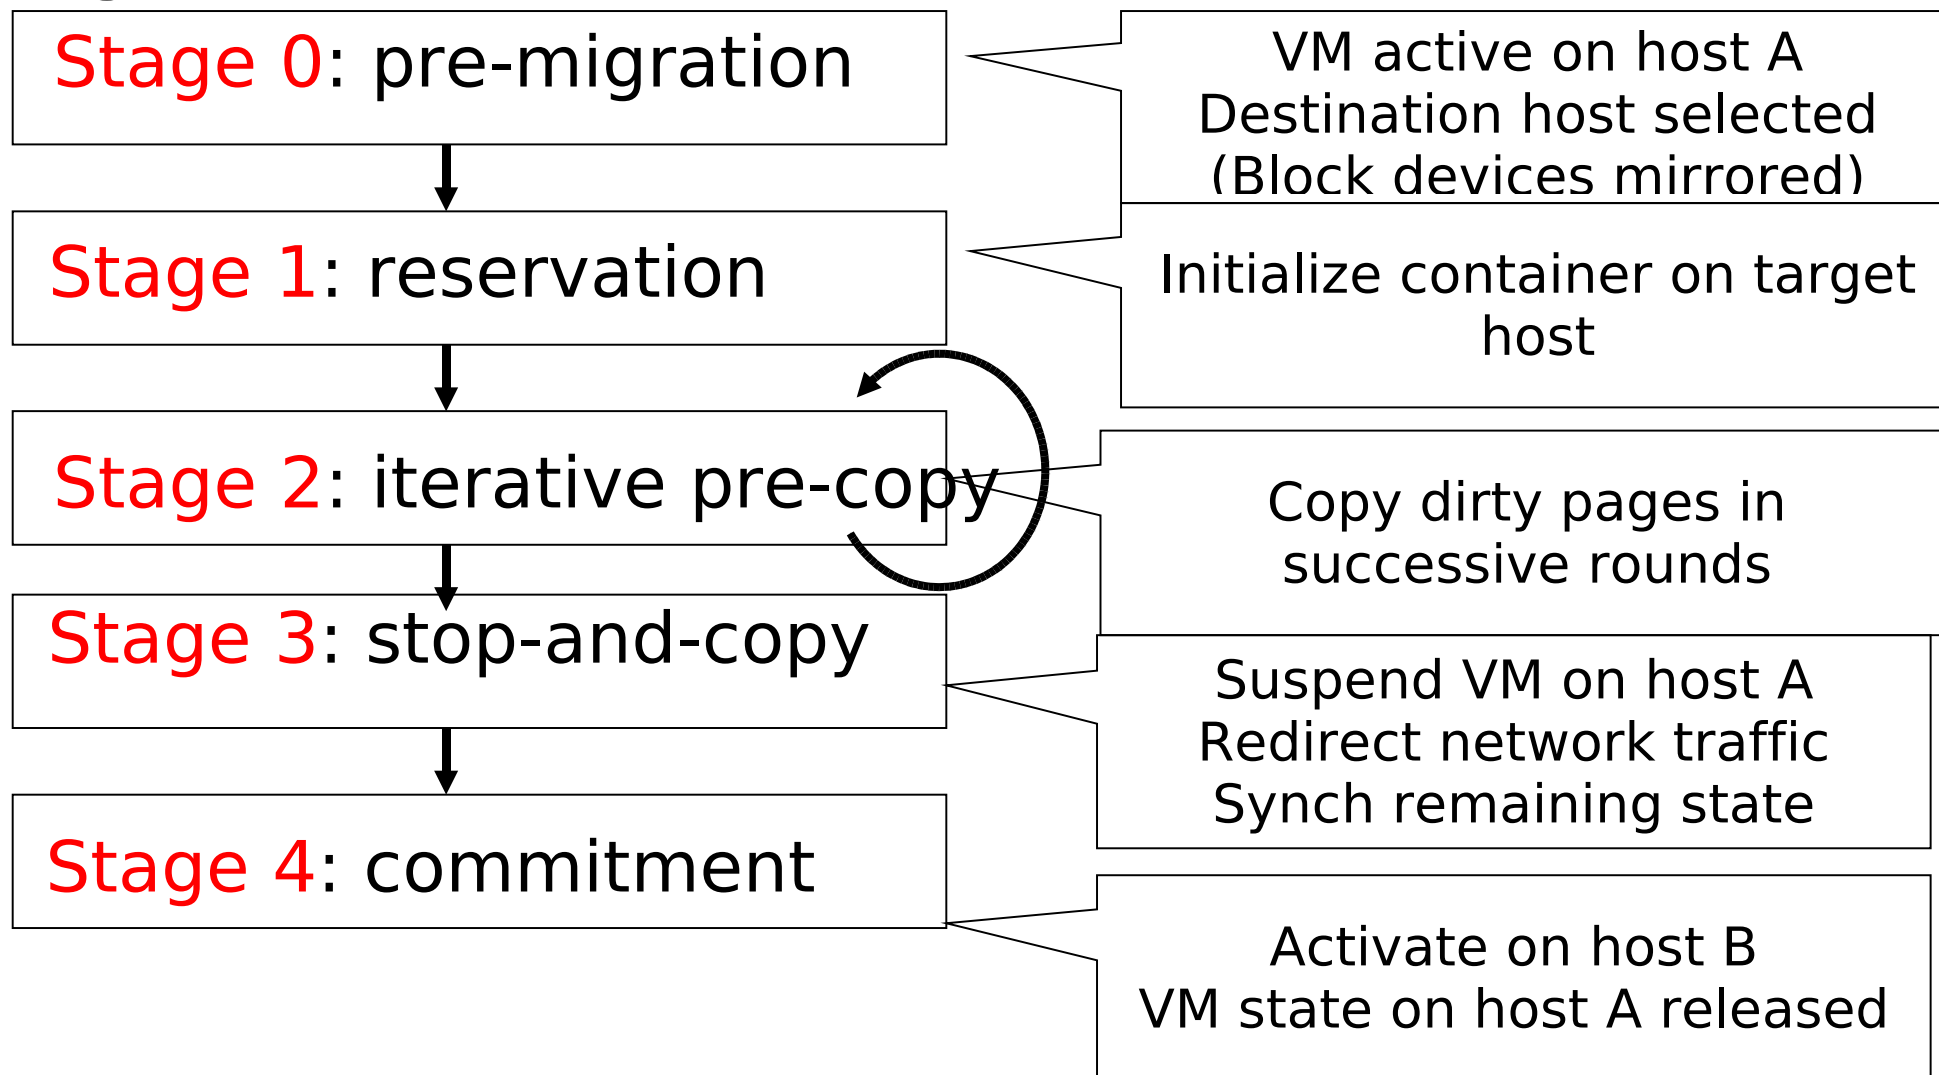 Stage 0: pre-migration
VM active on host A
Destination host selected
(Block devices mirrored)
Stage 1: reservation
Initialize container on target
host
Stage 2: iterative pre-copy
Copy dirty pages in
successive rounds
Stage 3: stop-and-copy
Suspend VM on host A
Redirect network traffic
Synch remaining state
Stage 4: commitment
Activate on host B
VM state on host A released